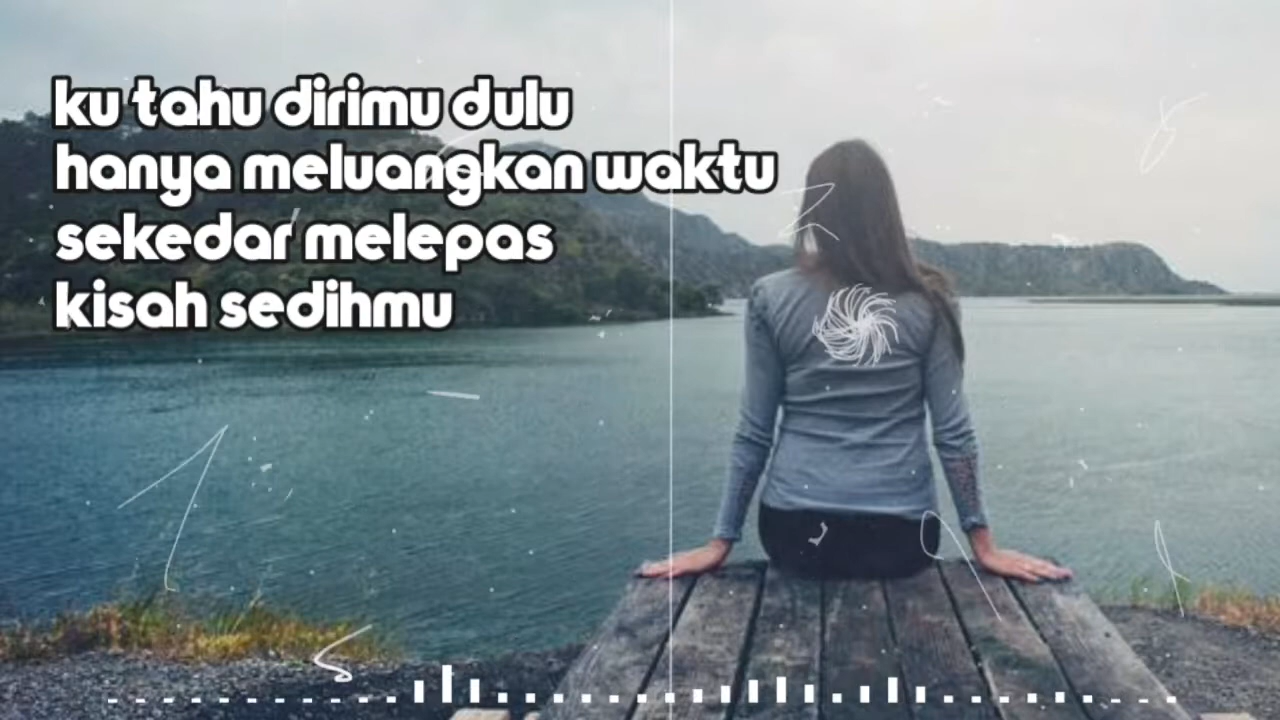 ku tahu dirimu dulu
hanya meluangkan waktu
sekedar melepas
kisah sedihmu